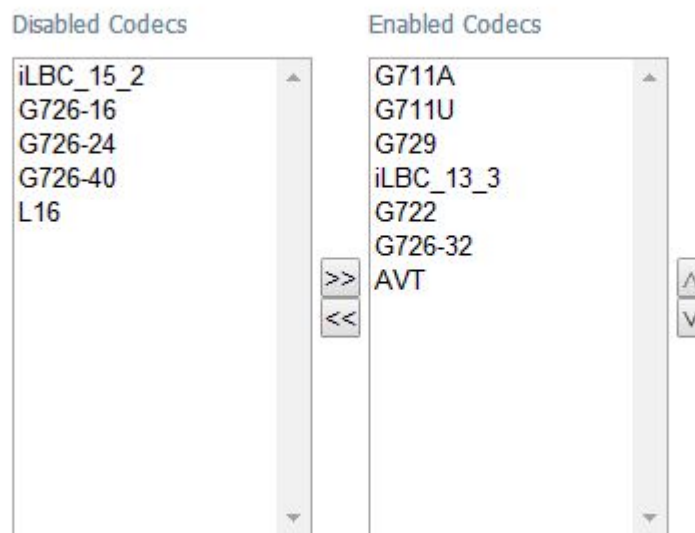 Disabled Codecs
iLBC_15_2
G726-16
G726-24
G726-40
L16
>>
<<
Enabled Codecs
G711A
G711U
G729
iLBC_13_3
G722
G726-32
AVT